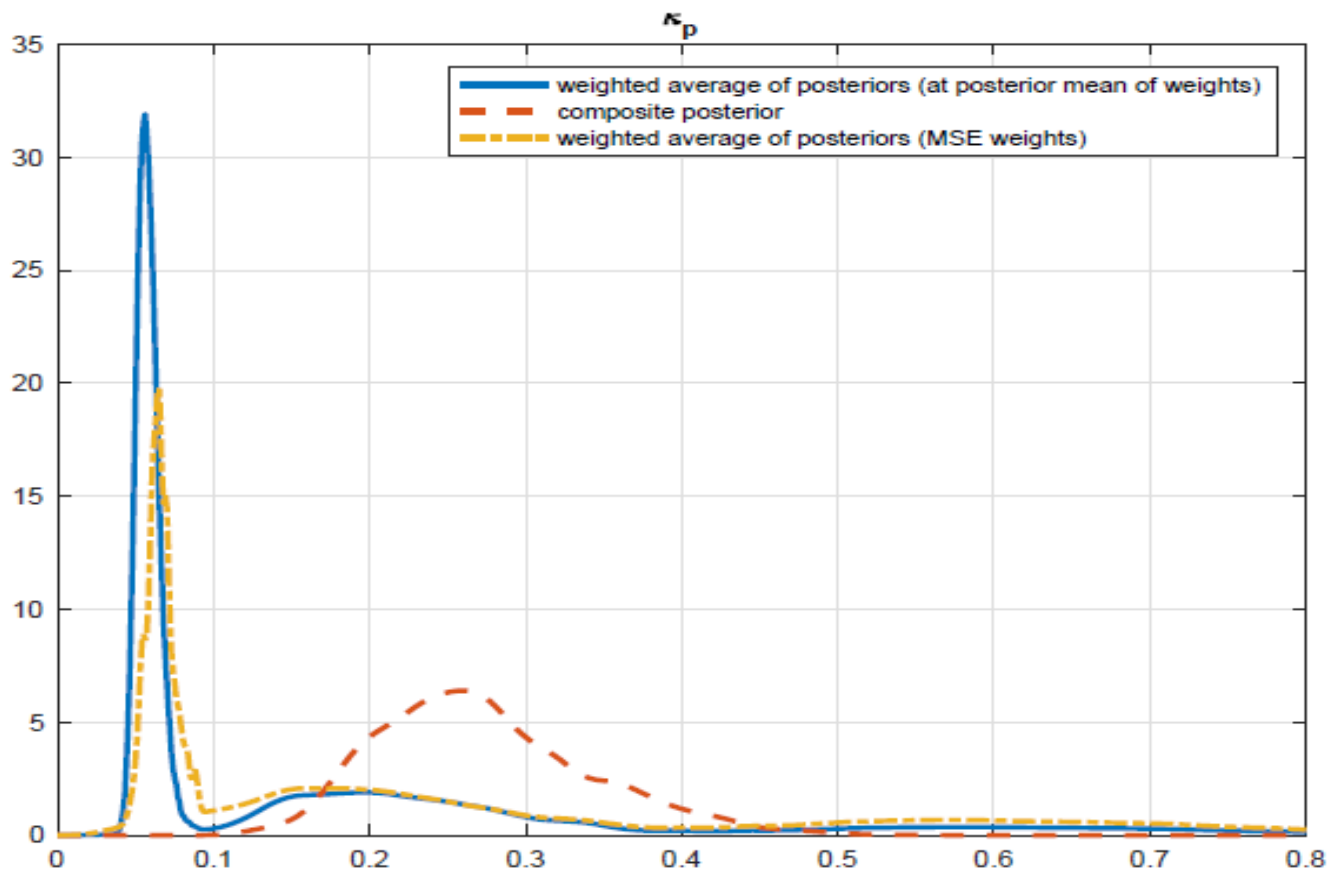 κp
35
weighted average of posteriors (at posterior mean of weights)
composite posterior
weighted average of posteriors (MSE weights)
30
25
20
15
10
5
0
0 0.1 0.2 0.3 0.4 0.5 0.6 0.7 0.8